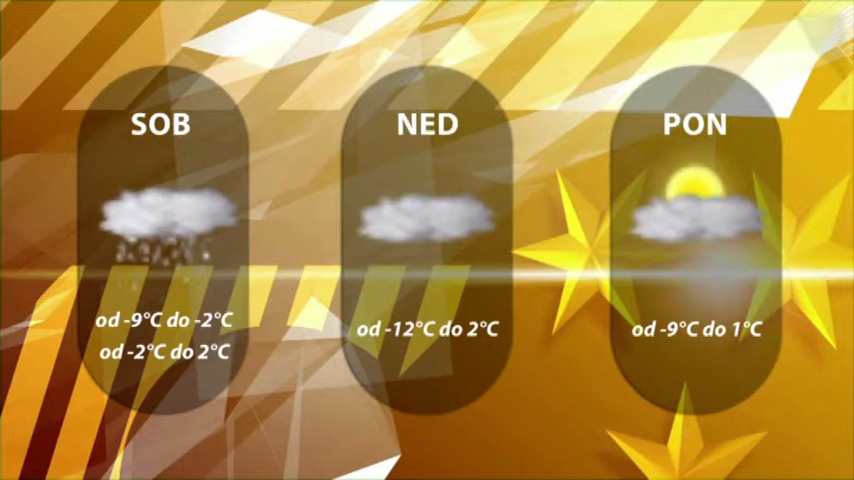 SOB
od -9°C do -2°C
od -2°C do 2°C
NED
od -12°C do 2°C
PON
od -9°C do 1°C